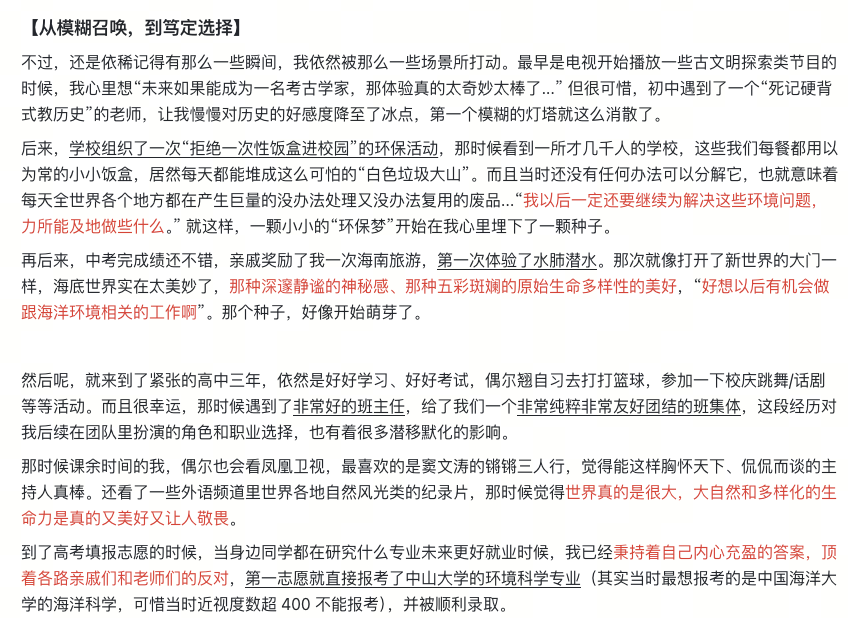 【从模糊召唤，到笃定选择】
不过，还是依稀记得有那么一些瞬间，我依然被那么一些场景所打动。最早是电视开始播放一些古文明探索类节目的
时候，我心里想“未来如果能成为一名考古学家，那体验真的太奇妙太棒了...” 但很可惜，初中遇到了一个“死记硬背
式教历史”的老师，让我慢慢对历史的好感度降至了冰点，第一个模糊的灯塔就这么消散了。
后来，学校组织了一次“拒绝一次性饭盒进校园”的环保活动，那时候看到一所才几千人的学校，这些我们每餐都用以
为常的小小饭盒，居然每天都能堆成这么可怕的“白色垃圾大山”。而且当时还没有任何办法可以分解它，也就意味着
每天全世界各个地方都在产生巨量的没办法处理又没办法复用的废品...“我以后一定还要继续为解决这些环境问题，
力所能及地做些什么。” 就这样，一颗小小的“环保梦”开始在我心里埋下了一颗种子。
再后来，中考完成绩还不错，亲戚奖励了我一次海南旅游，第一次体验了水肺潜水。那次就像打开了新世界的大门一
样，海底世界实在太美妙了，那种深邃静谧的神秘感、那种五彩斑斓的原始生命多样性的美好，“好想以后有机会做
跟海洋环境相关的工作啊”。那个种子，好像开始萌芽了。
然后呢，就来到了紧张的高中三年，依然是好好学习、好好考试，偶尔翘自习去打打篮球，参加一下校庆跳舞/话剧
等等活动。而且很幸运，那时候遇到了非常好的班主任，给了我们一个非常纯粹非常友好团结的班集体，这段经历对
我后续在团队里扮演的角色和职业选择，也有着很多潜移默化的影响。
那时候课余时间的我，偶尔也会看凤凰卫视，最喜欢的是窦文涛的锵锵三人行，觉得能这样胸怀天下、侃侃而谈的主
持人真棒。还看了一些外语频道里世界各地自然风光类的纪录片，那时候觉得世界真的是很大，大自然和多样化的生
命力是真的又美好又让人敬畏。
到了高考填报志愿的时候，当身边同学都在研究什么专业未来更好就业时候，我已经秉持着自己内心充盈的答案，顶
着各路亲戚们和老师们的反对，第一志愿就直接报考了中山大学的环境科学专业（其实当时最想报考的是中国海洋大
学的海洋科学，可惜当时近视度数超 400 不能报考），并被顺利录取。